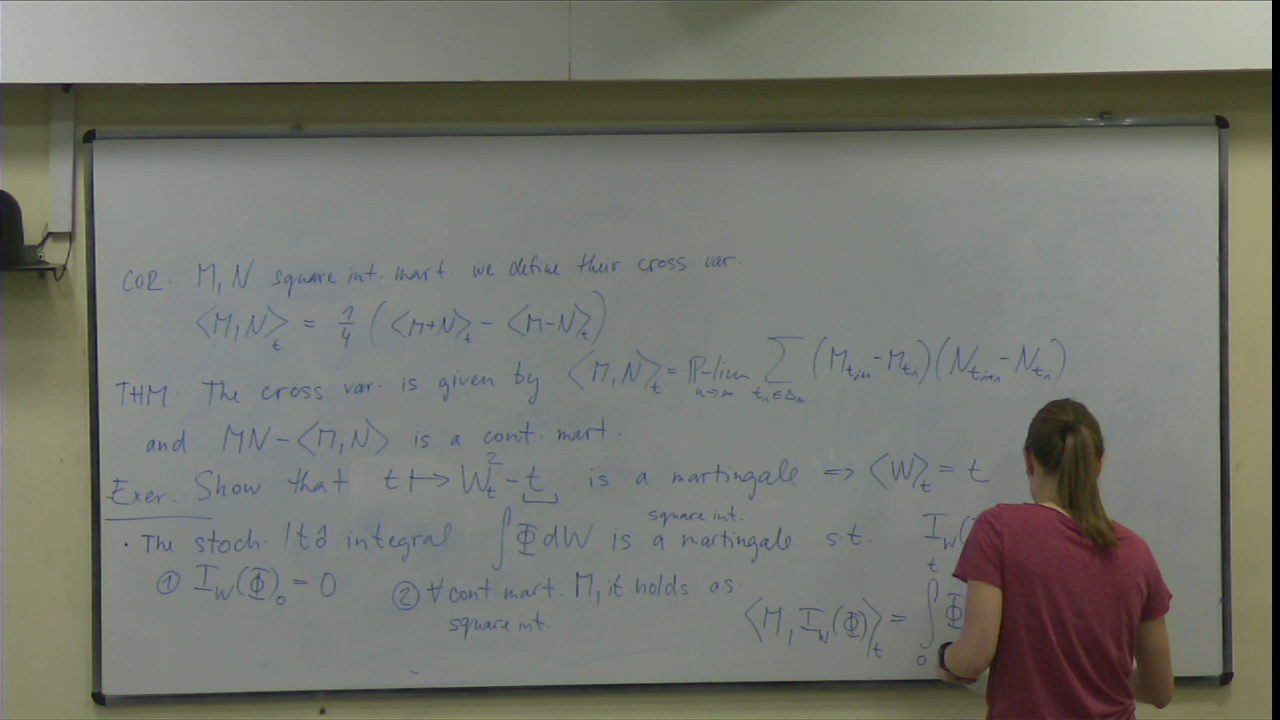 COR. M, N square int. mart we define their cross var.
⟨M,N⟩_t = 1/4 (⟨M+N⟩_t - ⟨M-N⟩_t)
THM. The cross var. is given by ⟨M,N⟩_t = P-lim_{n→∞} ∑_{t_i∈Δ_n} (M_{t_{i+1}} - M_{t_i})(N_{t_{i+1}} - N_{t_i})
and MN - ⟨M,N⟩ is a cont. mart.
Exer. Show that t ↦ W_t^2 - t is a martingale => ⟨W⟩_t = t
square int.
· The stoch. Itô integral ∫ΦdW is a martingale s.t. I_W(
① I_W(Φ)_0 = 0 ② ∀ cont mart. M, it holds as
square int.
⟨M, I_W(Φ)⟩_t = ∫_0^t Φ